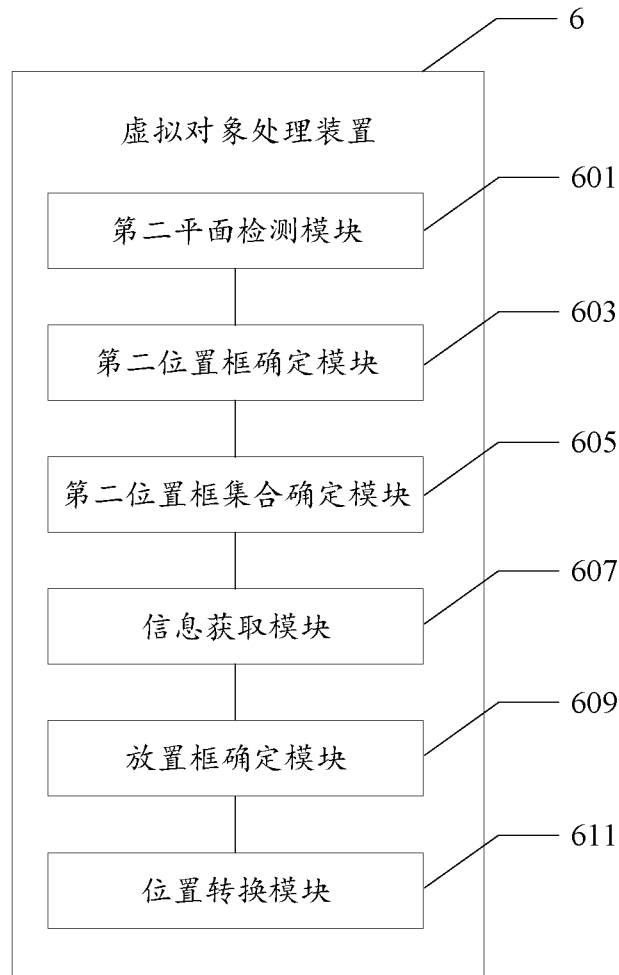 6
虚拟对象处理装置
601
第二平面检测模块
603
第二位置框确定模块
605
第二位置框集合确定模块
607
信息获取模块
609
放置框确定模块
611
位置转换模块